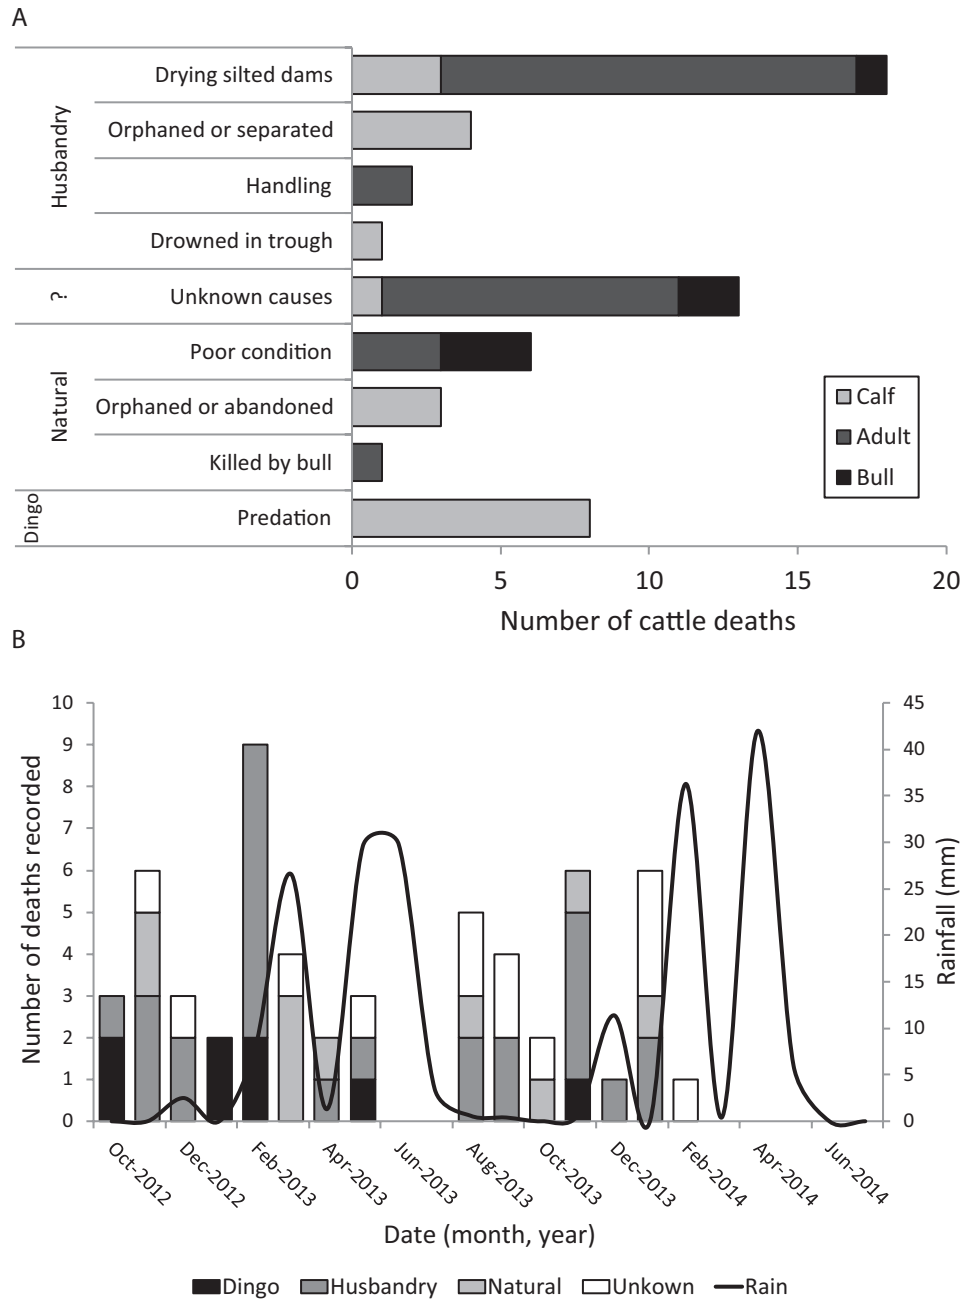 A
Husbandry
Drying silted dams
Orphaned or separated
Handling
Drowned in trough
?
Unknown causes
Natural
Poor condition
Orphaned or abandoned
Killed by bull
Dingo
Predation
Calf
Adult
Bull
0 5 10 15 20
Number of cattle deaths
B
Number of deaths recorded
10
9
8
7
6
5
4
3
2
1
0
45
40
35
30
25
20
15
10
5
0
Rainfall (mm)
Oct-2012
Dec-2012
Feb-2013
Apr-2013
Jun-2013
Aug-2013
Oct-2013
Dec-2013
Feb-2014
Apr-2014
Jun-2014
Date (month, year)
Dingo Husbandry Natural Unkown Rain